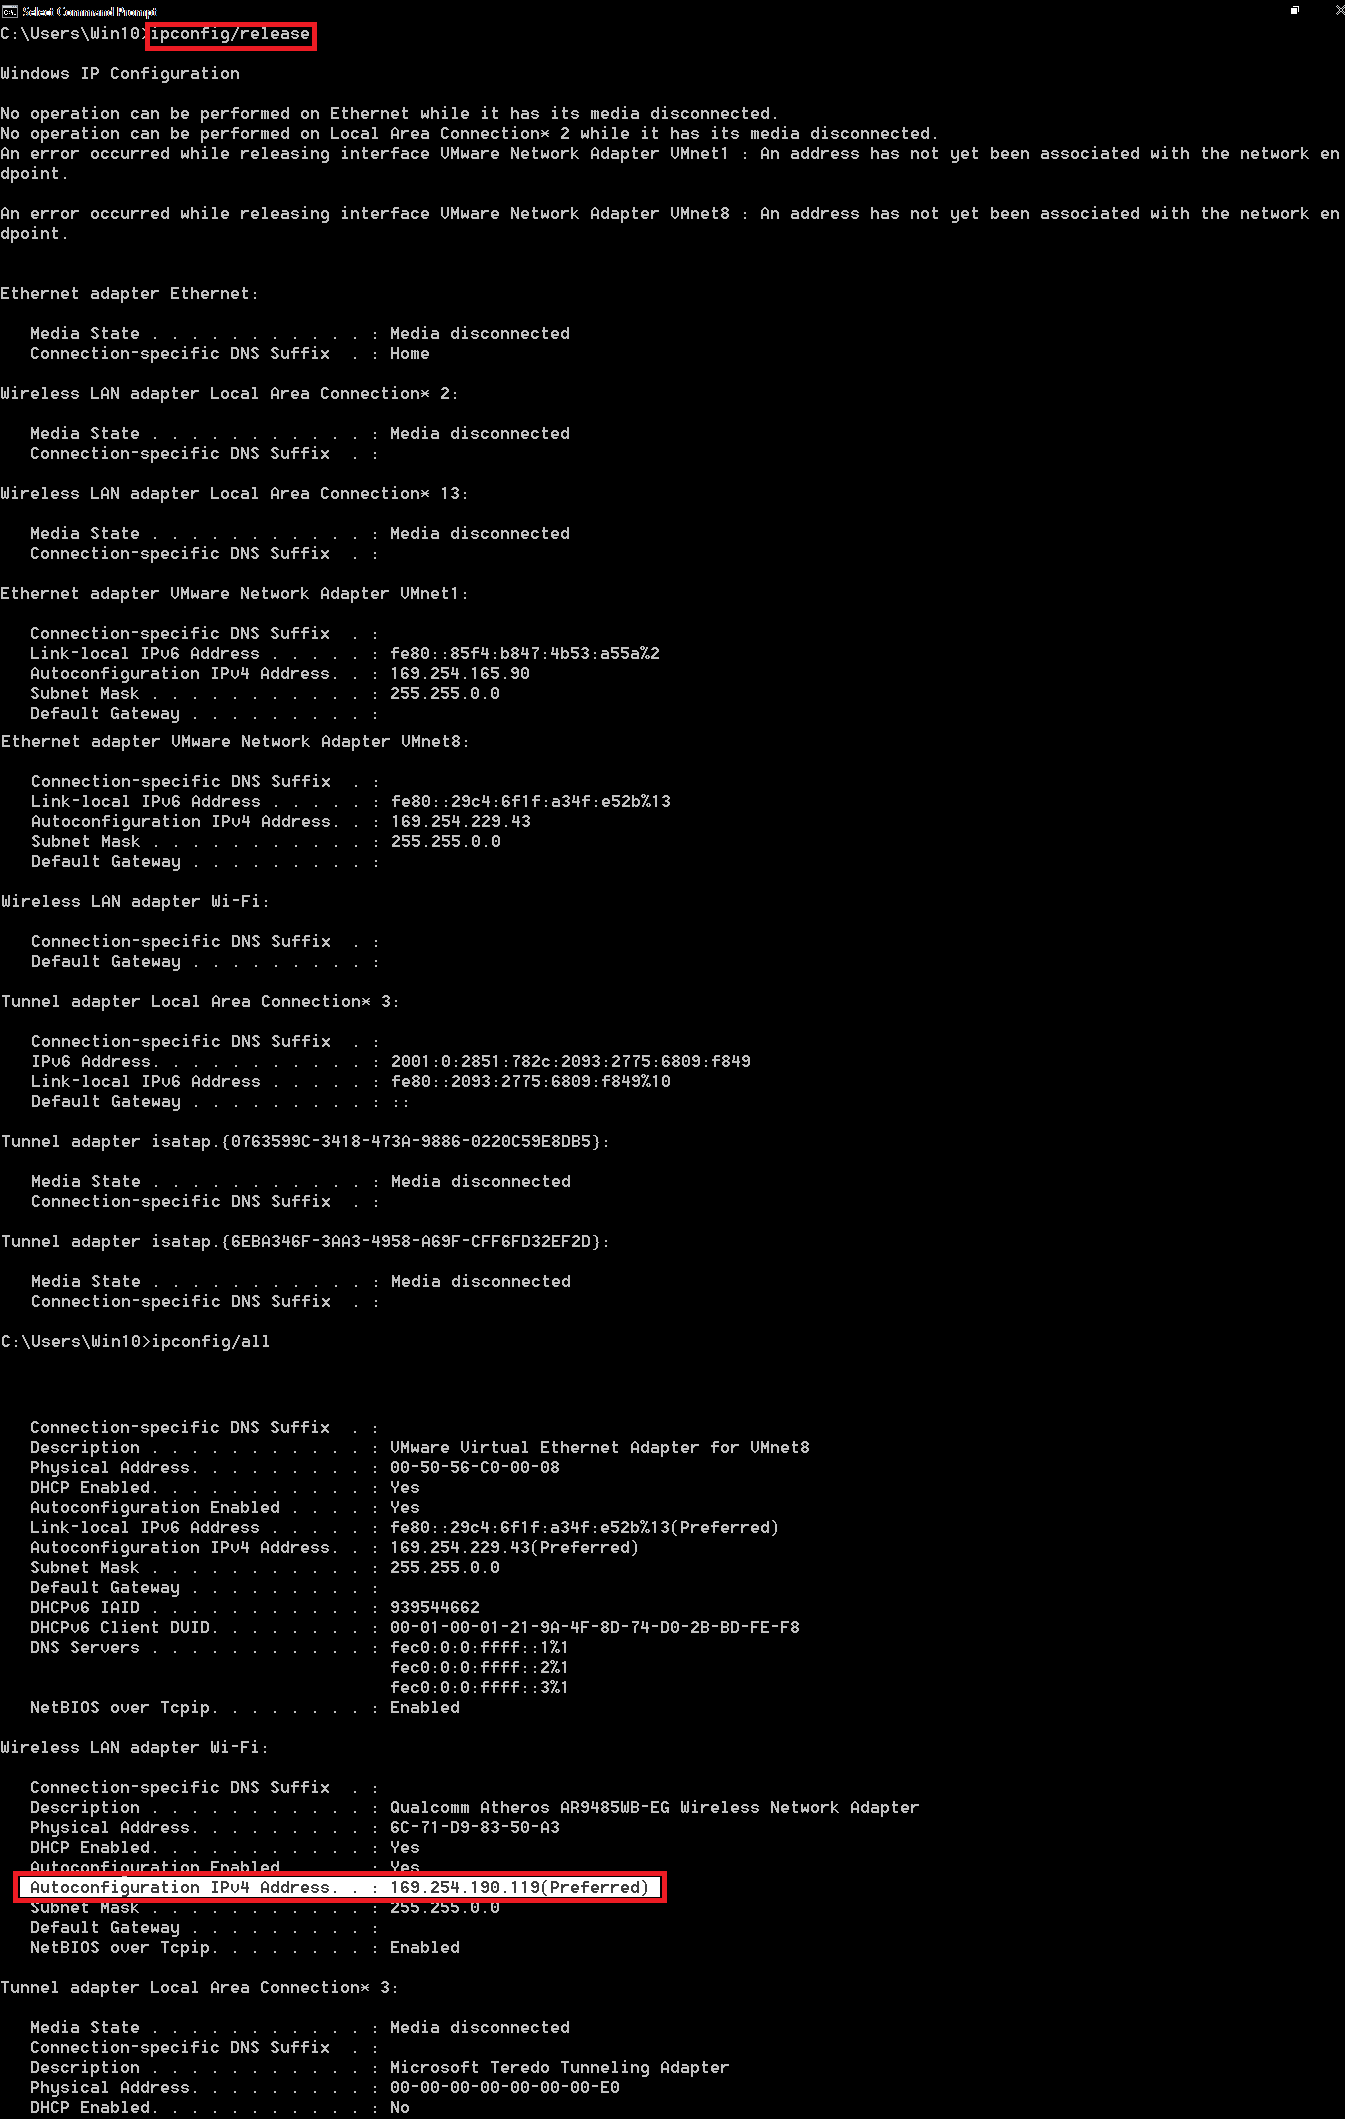 Select Command Prompt
C:\Users\Win10>ipconfig/release
Windows IP Configuration
No operation can be performed on Ethernet while it has its media disconnected.
No operation can be performed on Local Area Connection* 2 while it has its media disconnected.
An error occurred while releasing interface VMware Network Adapter VMnet1 : An address has not yet been associated with the network en
dpoint.
An error occurred while releasing interface VMware Network Adapter VMnet8 : An address has not yet been associated with the network en
dpoint.
Ethernet adapter Ethernet:
Media State . . . . . . . . . . . : Media disconnected
Connection-specific DNS Suffix  . : Home
Wireless LAN adapter Local Area Connection* 2:
Media State . . . . . . . . . . . : Media disconnected
Connection-specific DNS Suffix  . :
Wireless LAN adapter Local Area Connection* 13:
Media State . . . . . . . . . . . : Media disconnected
Connection-specific DNS Suffix  . :
Ethernet adapter VMware Network Adapter VMnet1:
Connection-specific DNS Suffix  . :
Link-local IPv6 Address . . . . . : fe80::85f4:b847:4b53:a55a%2
Autoconfiguration IPv4 Address. . : 169.254.165.90
Subnet Mask . . . . . . . . . . . : 255.255.0.0
Default Gateway . . . . . . . . . :
Ethernet adapter VMware Network Adapter VMnet8:
Connection-specific DNS Suffix  . :
Link-local IPv6 Address . . . . . : fe80::29c4:6f1f:a34f:e52b%13
Autoconfiguration IPv4 Address. . : 169.254.229.43
Subnet Mask . . . . . . . . . . . : 255.255.0.0
Default Gateway . . . . . . . . . :
Wireless LAN adapter Wi-Fi:
Connection-specific DNS Suffix  . :
Default Gateway . . . . . . . . . :
Tunnel adapter Local Area Connection* 3:
Connection-specific DNS Suffix  . :
IPv6 Address. . . . . . . . . . . : 2001:0:2851:782c:2093:2775:6809:f849
Link-local IPv6 Address . . . . . : fe80::2093:2775:6809:f849%10
Default Gateway . . . . . . . . . : ::
Tunnel adapter isatap.{0763599C-3418-473A-9886-0220C59E8DB5}:
Media State . . . . . . . . . . . : Media disconnected
Connection-specific DNS Suffix  . :
Tunnel adapter isatap.{6EBA346F-3AA3-4958-A69F-CFF6FD32EF2D}:
Media State . . . . . . . . . . . : Media disconnected
Connection-specific DNS Suffix  . :
C:\Users\Win10>ipconfig/all
Connection-specific DNS Suffix  . :
Description . . . . . . . . . . . : VMware Virtual Ethernet Adapter for VMnet8
Physical Address. . . . . . . . . : 00-50-56-C0-00-08
DHCP Enabled. . . . . . . . . . . : Yes
Autoconfiguration Enabled . . . . : Yes
Link-local IPv6 Address . . . . . : fe80::29c4:6f1f:a34f:e52b%13(Preferred)
Autoconfiguration IPv4 Address. . : 169.254.229.43(Preferred)
Subnet Mask . . . . . . . . . . . : 255.255.0.0
Default Gateway . . . . . . . . . :
DHCPv6 IAID . . . . . . . . . . . : 939544662
DHCPv6 Client DUID. . . . . . . . : 00-01-00-01-21-9A-4F-8D-74-D0-2B-BD-FE-F8
DNS Servers . . . . . . . . . . . : fec0:0:0:ffff::1%1
fec0:0:0:ffff::2%1
fec0:0:0:ffff::3%1
NetBIOS over Tcpip. . . . . . . . : Enabled
Wireless LAN adapter Wi-Fi:
Connection-specific DNS Suffix  . :
Description . . . . . . . . . . . : Qualcomm Atheros AR9485WB-EG Wireless Network Adapter
Physical Address. . . . . . . . . : 6C-71-D9-83-50-A3
DHCP Enabled. . . . . . . . . . . : Yes
Autoconfiguration Enabled . . . . : Yes
Autoconfiguration IPv4 Address. . : 169.254.190.119(Preferred)
Subnet Mask . . . . . . . . . . . : 255.255.0.0
Default Gateway . . . . . . . . . :
NetBIOS over Tcpip. . . . . . . . : Enabled
Tunnel adapter Local Area Connection* 3:
Media State . . . . . . . . . . . : Media disconnected
Connection-specific DNS Suffix  . :
Description . . . . . . . . . . . : Microsoft Teredo Tunneling Adapter
Physical Address. . . . . . . . . : 00-00-00-00-00-00-00-E0
DHCP Enabled. . . . . . . . . . . : No